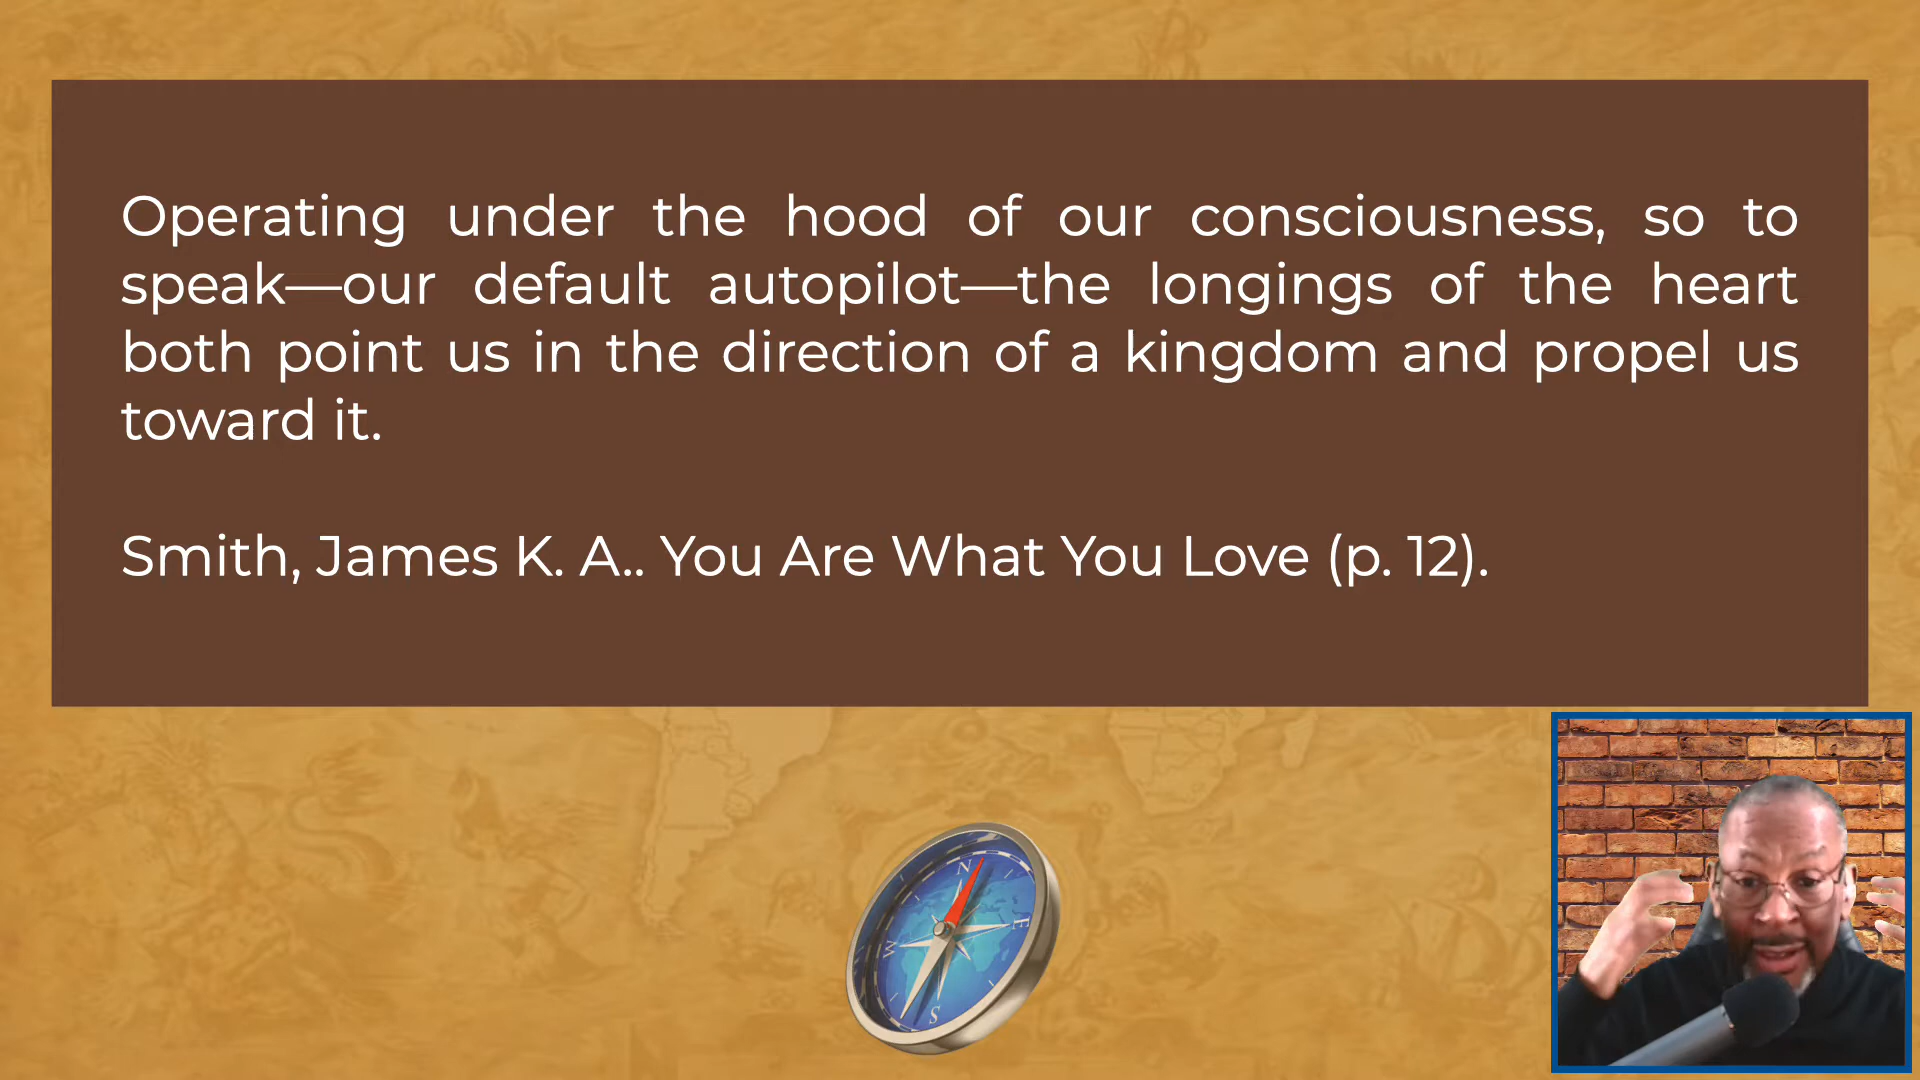 Operating under the hood of our consciousness, so to
speak—our default autopilot—the longings of the heart
both point us in the direction of a kingdom and propel us
toward it.
Smith, James K. A.. You Are What You Love (p. 12).
N
E
W
S